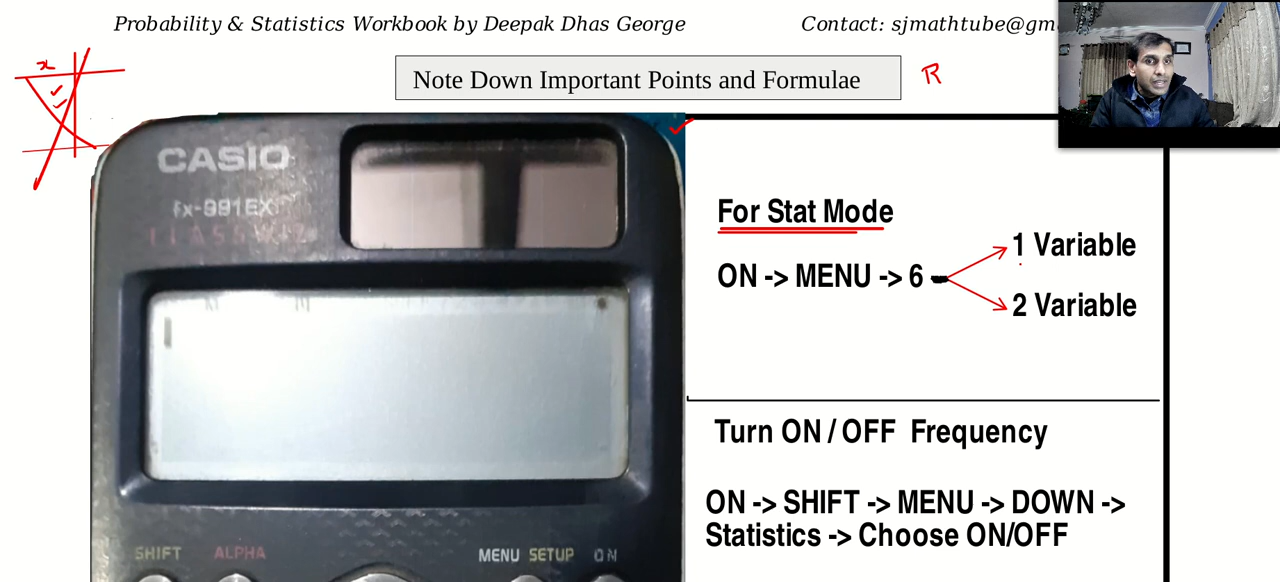 Probability & Statistics Workbook by Deepak Dhas George
Contact: sjmathtube@gm
Note Down Important Points and Formulae
R
x
CASIO
fx-991EX
For Stat Mode
ON -> MENU -> 6
1 Variable
2 Variable
Turn ON / OFF Frequency
ON -> SHIFT -> MENU -> DOWN ->
Statistics -> Choose ON/OFF
SHIFT ALPHA MENU SETUP ON